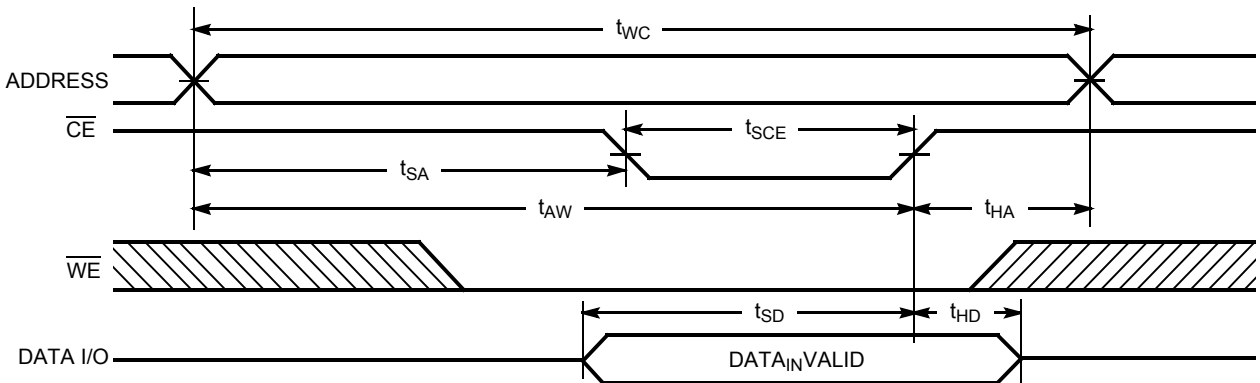 tWC
ADDRESS
CE
tSCE
tSA
tAW
tHA
WE
tSD
tHD
DATA I/O
DATAINVALID